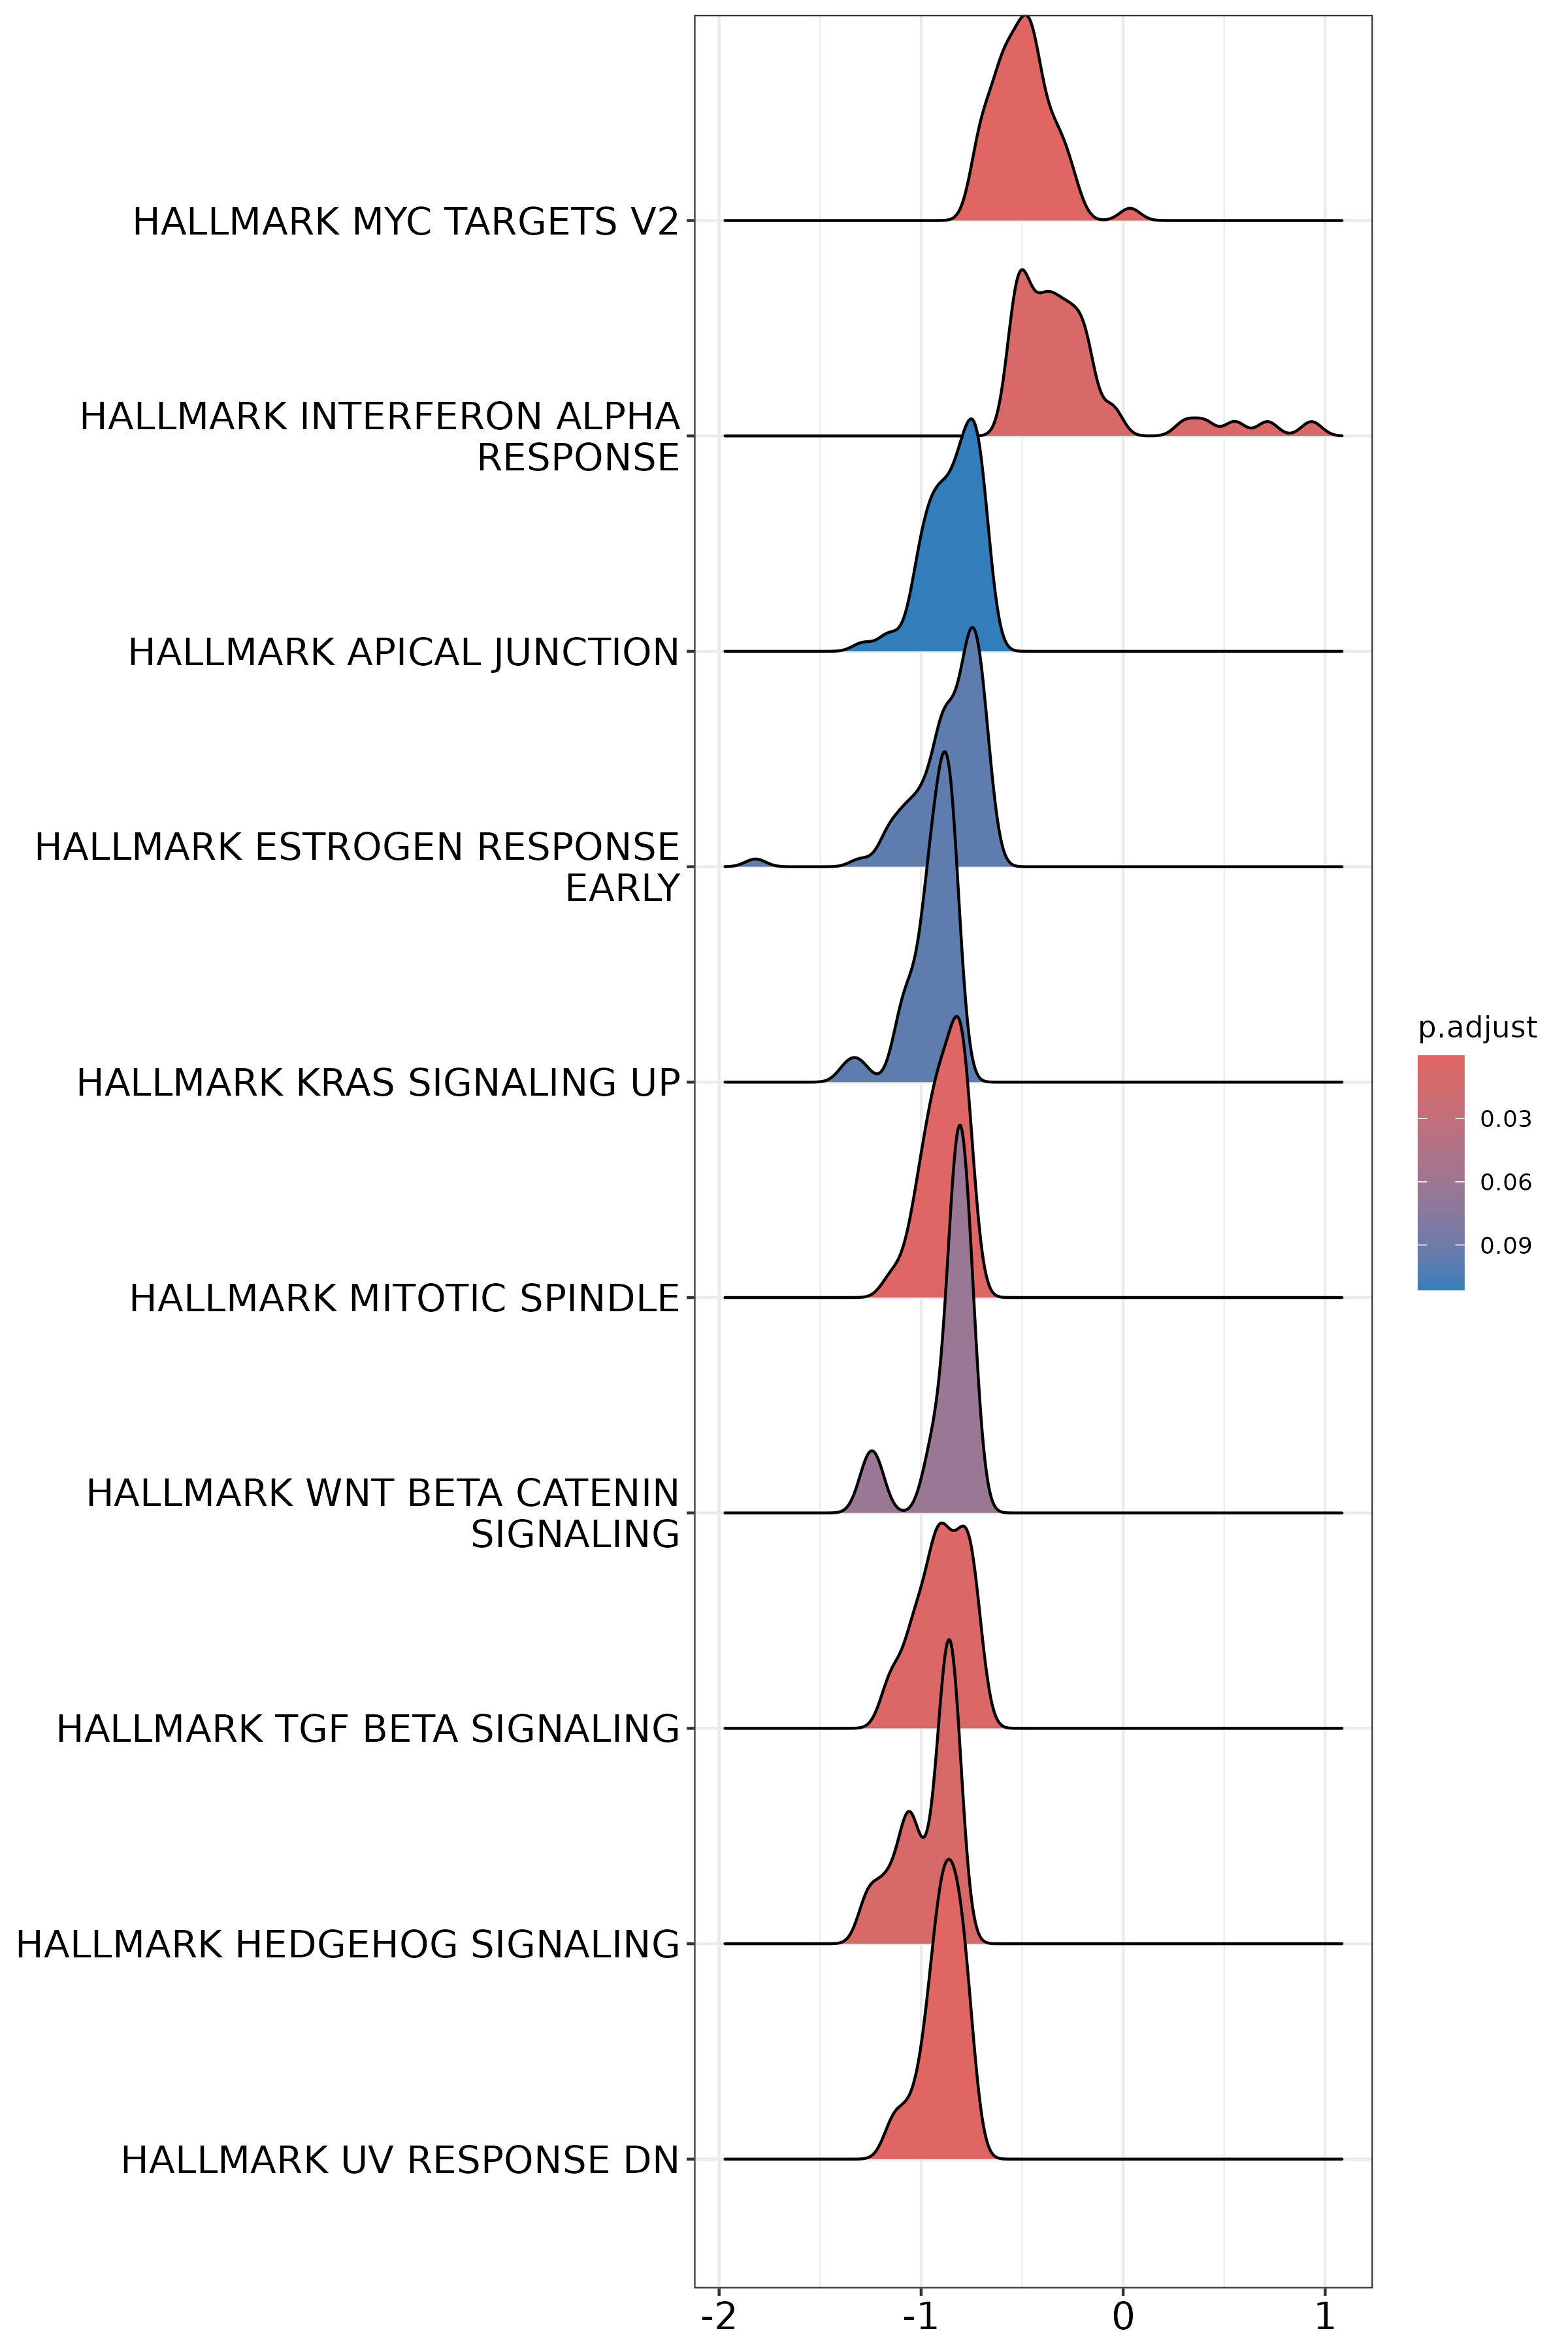 HALLMARK MYC TARGETS V2
HALLMARK INTERFERON ALPHA
RESPONSE
HALLMARK APICAL JUNCTION
HALLMARK ESTROGEN RESPONSE
EARLY
HALLMARK KRAS SIGNALING UP
HALLMARK MITOTIC SPINDLE
HALLMARK WNT BETA CATENIN
SIGNALING
HALLMARK TGF BETA SIGNALING
HALLMARK HEDGEHOG SIGNALING
HALLMARK UV RESPONSE DN
-2 -1 0 1
p.adjust
0.03
0.06
0.09